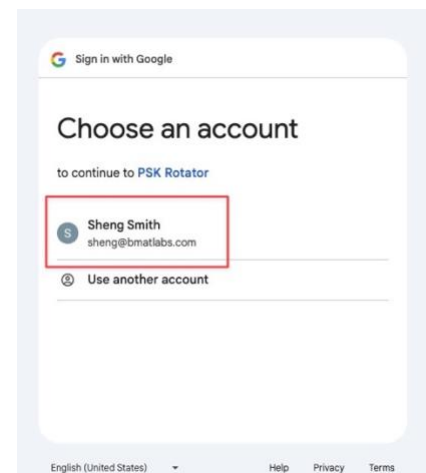 Sign in with Google
Choose an account
to continue to PSK Rotator
S
Sheng Smith
sheng@bmatlabs.com
Use another account
English (United States)
Help Privacy Terms